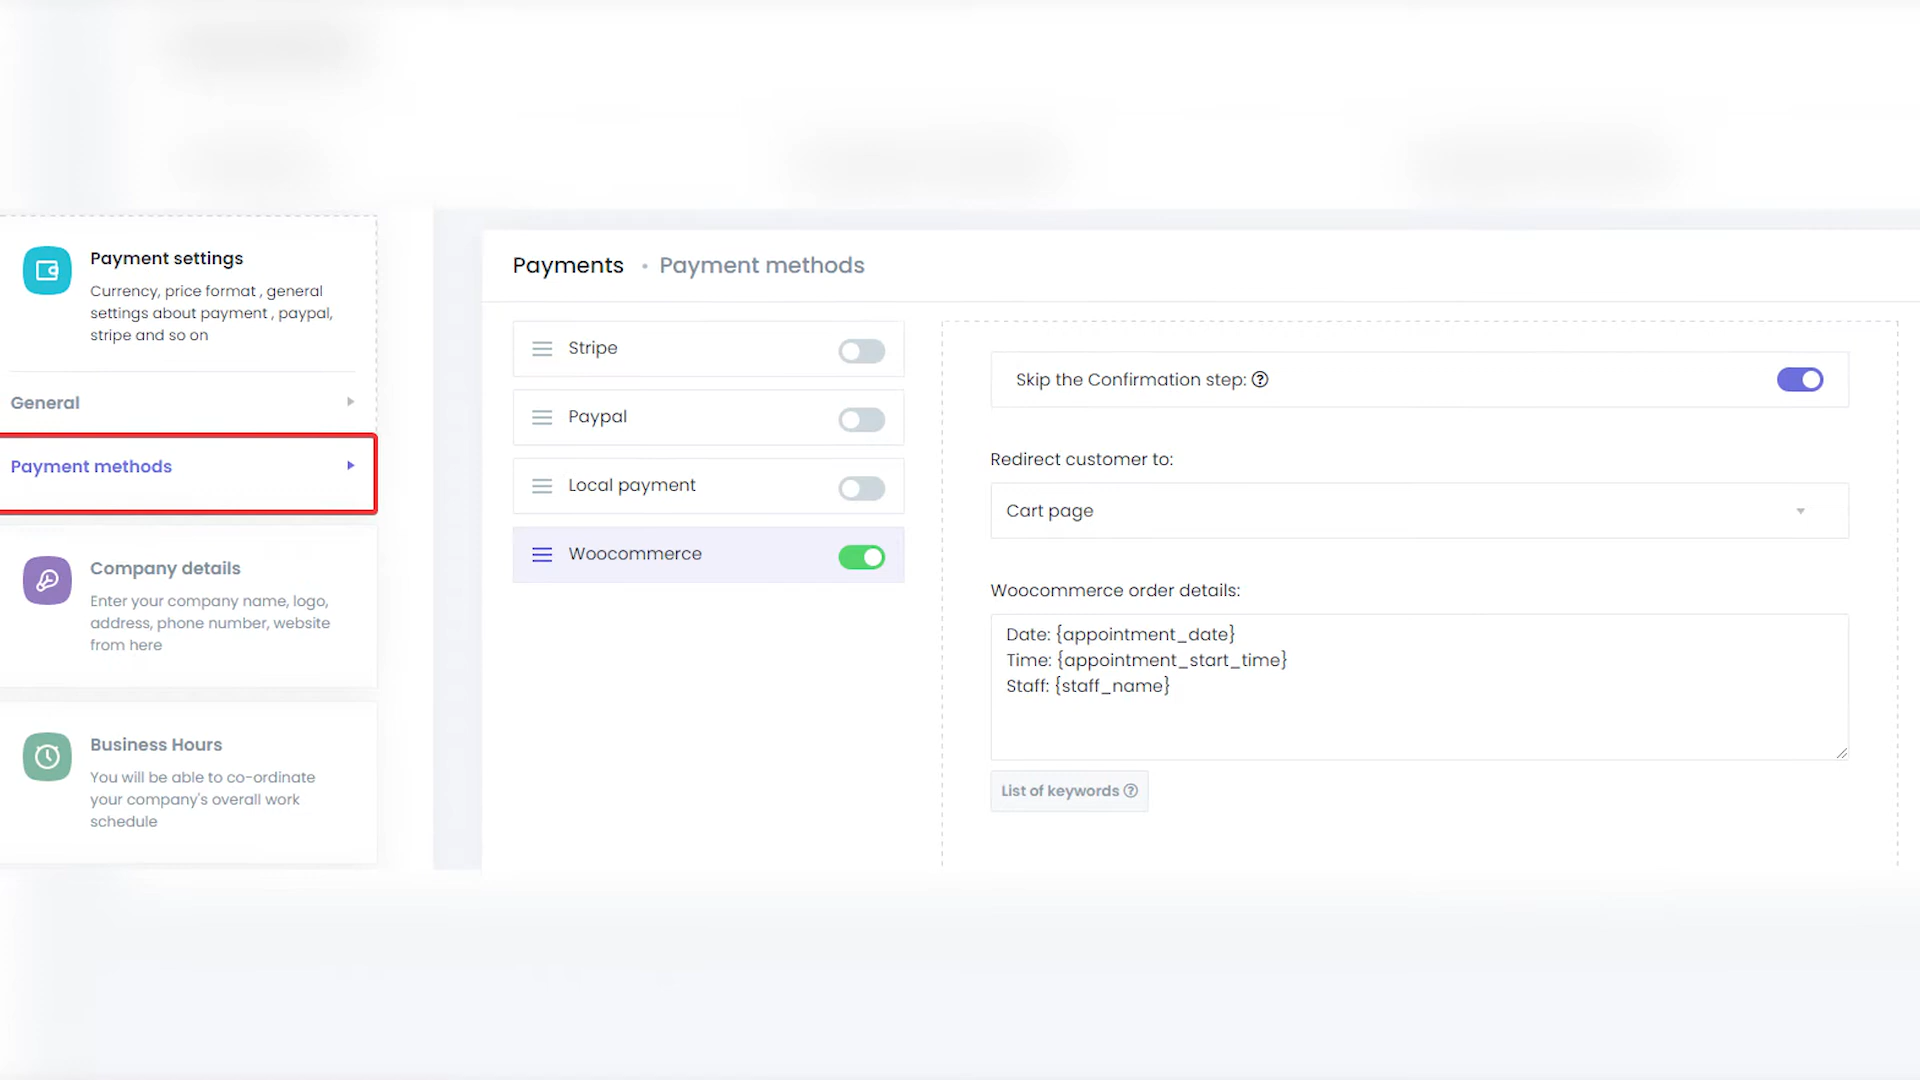 Payment settings
Currency, price format , general
settings about payment , paypal,
stripe and so on
General
Payment methods
Company details
Enter your company name, logo,
address, phone number, website
from here
Business Hours
You will be able to co-ordinate
your company's overall work
schedule
Payments • Payment methods
Stripe
Paypal
Local payment
Woocommerce
Skip the Confirmation step:
Redirect customer to:
Cart page
Woocommerce order details:
Date: {appointment_date}
Time: {appointment_start_time}
Staff: {staff_name}
List of keywords